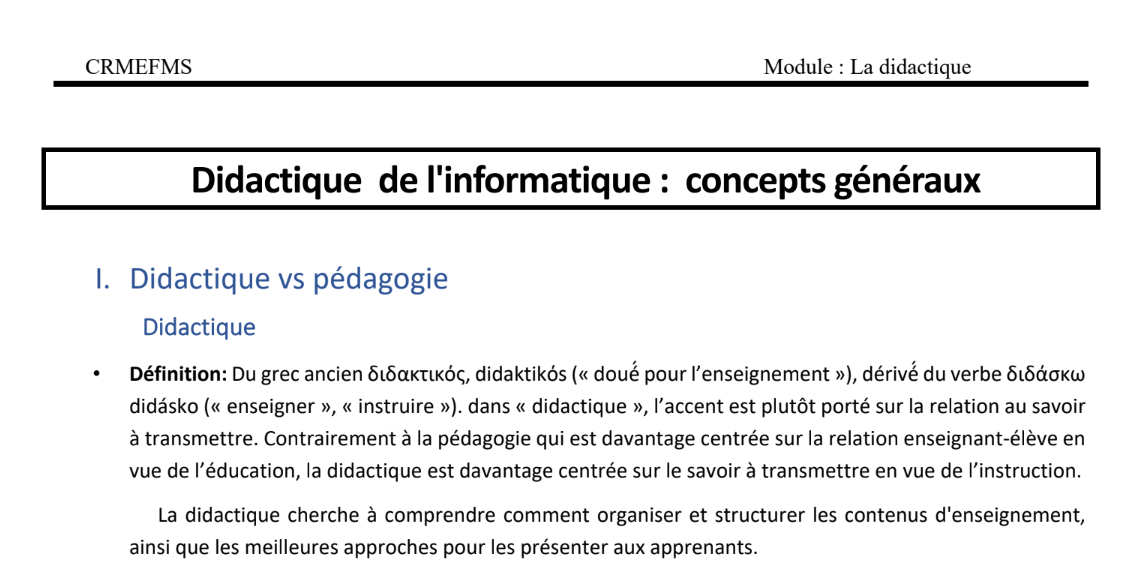 CRMEFMS Module : La didactique
Didactique de l'informatique : concepts généraux
I. Didactique vs pédagogie
Didactique
• Définition: Du grec ancien διδακτικός, didaktikós (« doué pour l’enseignement »), dérivé du verbe διδάσκω
didásko (« enseigner », « instruire »). dans « didactique », l’accent est plutôt porté sur la relation au savoir
à transmettre. Contrairement à la pédagogie qui est davantage centrée sur la relation enseignant-élève en
vue de l’éducation, la didactique est davantage centrée sur le savoir à transmettre en vue de l’instruction.
La didactique cherche à comprendre comment organiser et structurer les contenus d'enseignement,
ainsi que les meilleures approches pour les présenter aux apprenants.